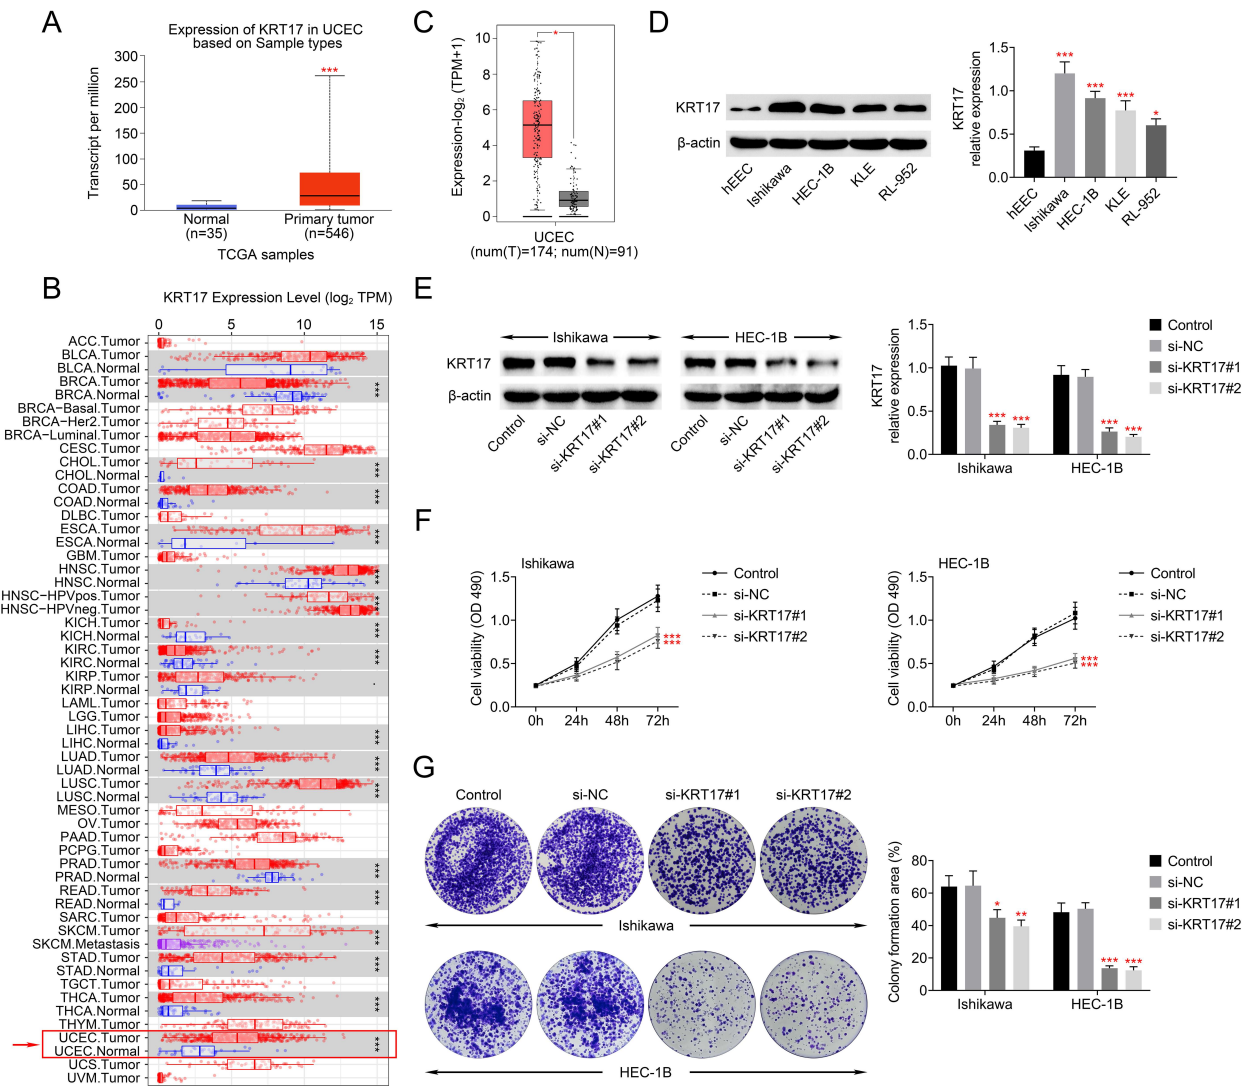 A
Expression of KRT17 in UCEC
based on Sample types
Transcript per million
300
250
200
150
100
50
0
***
Normal
(n=35)
Primary tumor
(n=546)
TCGA samples
B
KRT17 Expression Level (log₂ TPM)
0 5 10 15
ACC.Tumor
BLCA.Tumor
BLCA.Normal
BRCA.Tumor
***
BRCA.Normal
BRCA−Basal.Tumor
BRCA−Her2.Tumor
BRCA−Luminal.Tumor
CESC.Tumor
CHOL.Tumor
***
CHOL.Normal
COAD.Tumor
***
COAD.Normal
DLBC.Tumor
ESCA.Tumor
***
ESCA.Normal
GBM.Tumor
HNSC.Tumor
***
HNSC.Normal
HNSC−HPVpos.Tumor
***
HNSC−HPVneg.Tumor
KICH.Tumor
***
KICH.Normal
KIRC.Tumor
***
KIRC.Normal
KIRP.Tumor
KIRP.Normal
LAML.Tumor
LGG.Tumor
LIHC.Tumor
***
LIHC.Normal
LUAD.Tumor
***
LUAD.Normal
LUSC.Tumor
***
LUSC.Normal
MESO.Tumor
OV.Tumor
PAAD.Tumor
PCPG.Tumor
PRAD.Tumor
***
PRAD.Normal
READ.Tumor
***
READ.Normal
SARC.Tumor
SKCM.Tumor
***
SKCM.Metastasis
STAD.Tumor
***
STAD.Normal
TGCT.Tumor
THCA.Tumor
***
THCA.Normal
THYM.Tumor
UCEC.Tumor
***
UCEC.Normal
UCS.Tumor
UVM.Tumor
C
Expression-log₂ (TPM+1)
10
8
6
4
2
0
*
UCEC
(num(T)=174; num(N)=91)
D
KRT17
β-actin
hEEC
Ishikawa
HEC-1B
KLE
RL-952
KRT17
relative expression
1.5
1.0
0.5
0.0
***
***
***
*
hEEC
Ishikawa
HEC-1B
KLE
RL-952
E
Ishikawa
HEC-1B
KRT17
β-actin
Control
si-NC
si-KRT17#1
si-KRT17#2
Control
si-NC
si-KRT17#1
si-KRT17#2
KRT17
relative expression
1.5
1.0
0.5
0.0
*** ***
*** ***
Ishikawa
HEC-1B
Control
si-NC
si-KRT17#1
si-KRT17#2
F
Ishikawa
Cell viability (OD 490)
1.5
1.0
0.5
0.0
0h 24h 48h 72h
***
***
Control
si-NC
si-KRT17#1
si-KRT17#2
HEC-1B
Cell viability (OD 490)
1.5
1.0
0.5
0.0
0h 24h 48h 72h
***
***
Control
si-NC
si-KRT17#1
si-KRT17#2
G
Control
si-NC
si-KRT17#1
si-KRT17#2
Ishikawa
HEC-1B
Colony formation area (%)
80
60
40
20
0
* **
*** ***
Ishikawa
HEC-1B
Control
si-NC
si-KRT17#1
si-KRT17#2